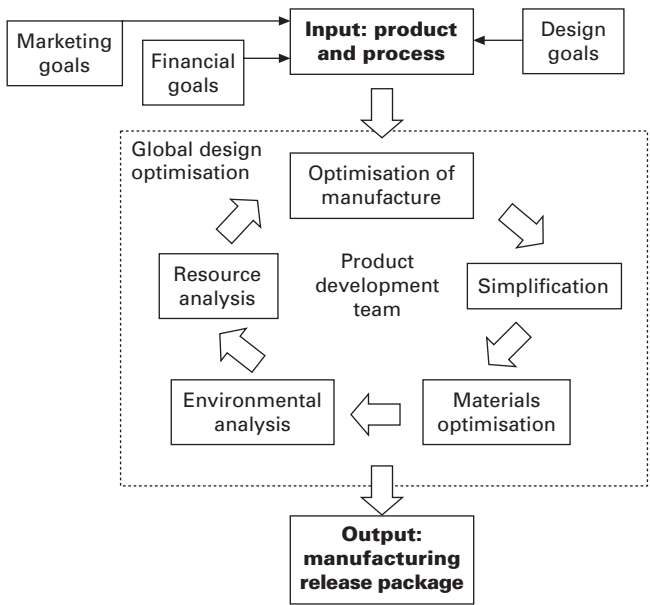 Marketing
goals
Financial
goals
Input: product
and process
Design
goals
Global design
optimisation
Optimisation of
manufacture
Resource
analysis
Product
development
team
Simplification
Environmental
analysis
Materials
optimisation
Output:
manufacturing
release package